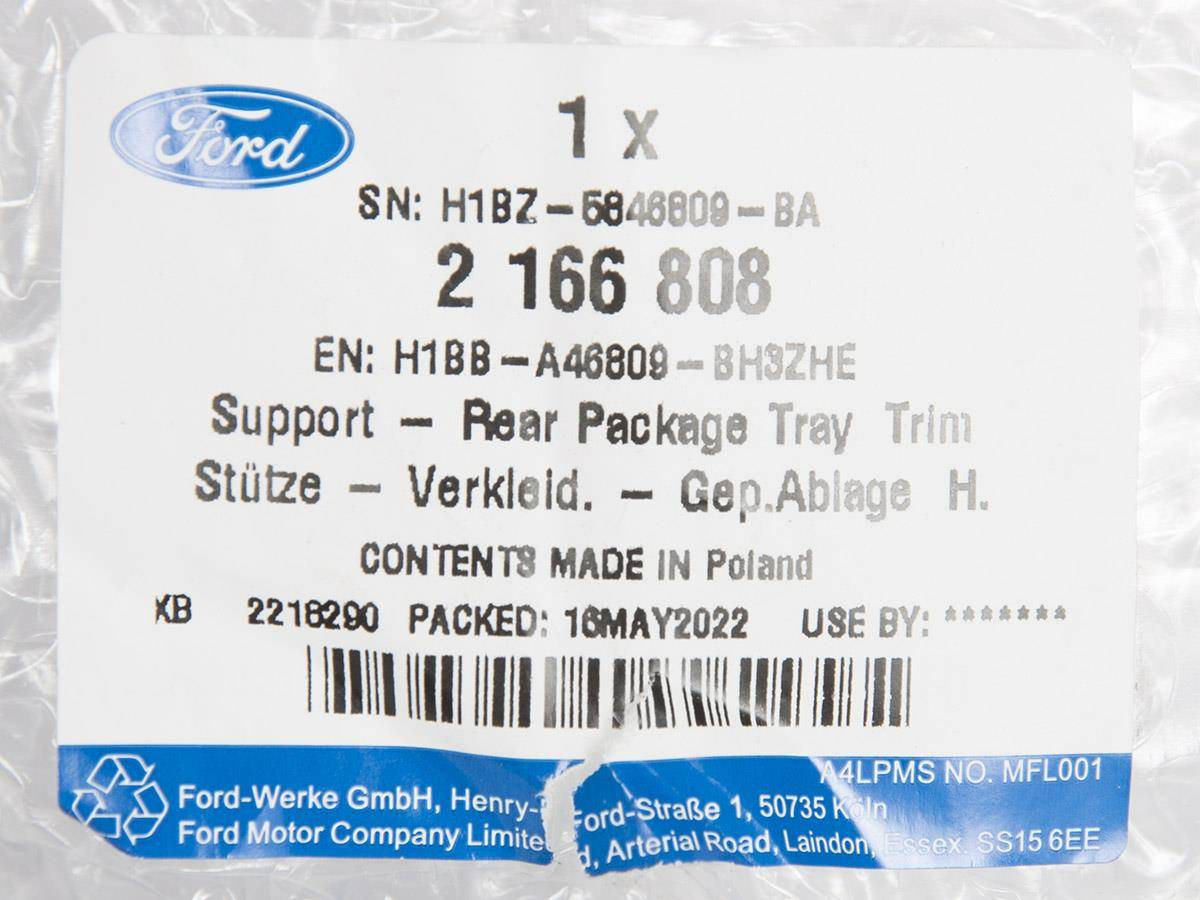 Ford
1 x
SN: H1BZ-5846809-BA
2 166 808
EN: H1BB-A46809-BH3ZHE
Support - Rear Package Tray Trim
Stütze - Verkleid. - Gep.Ablage H.
CONTENTS MADE IN Poland
KB 2218290 PACKED: 16MAY2022 USE BY: *******
A4LPMS NO. MFL001
Ford-Werke GmbH, Henry-Ford-Straße 1, 50735 Köln
Ford Motor Company Limited, Arterial Road, Laindon, Essex. SS15 6EE